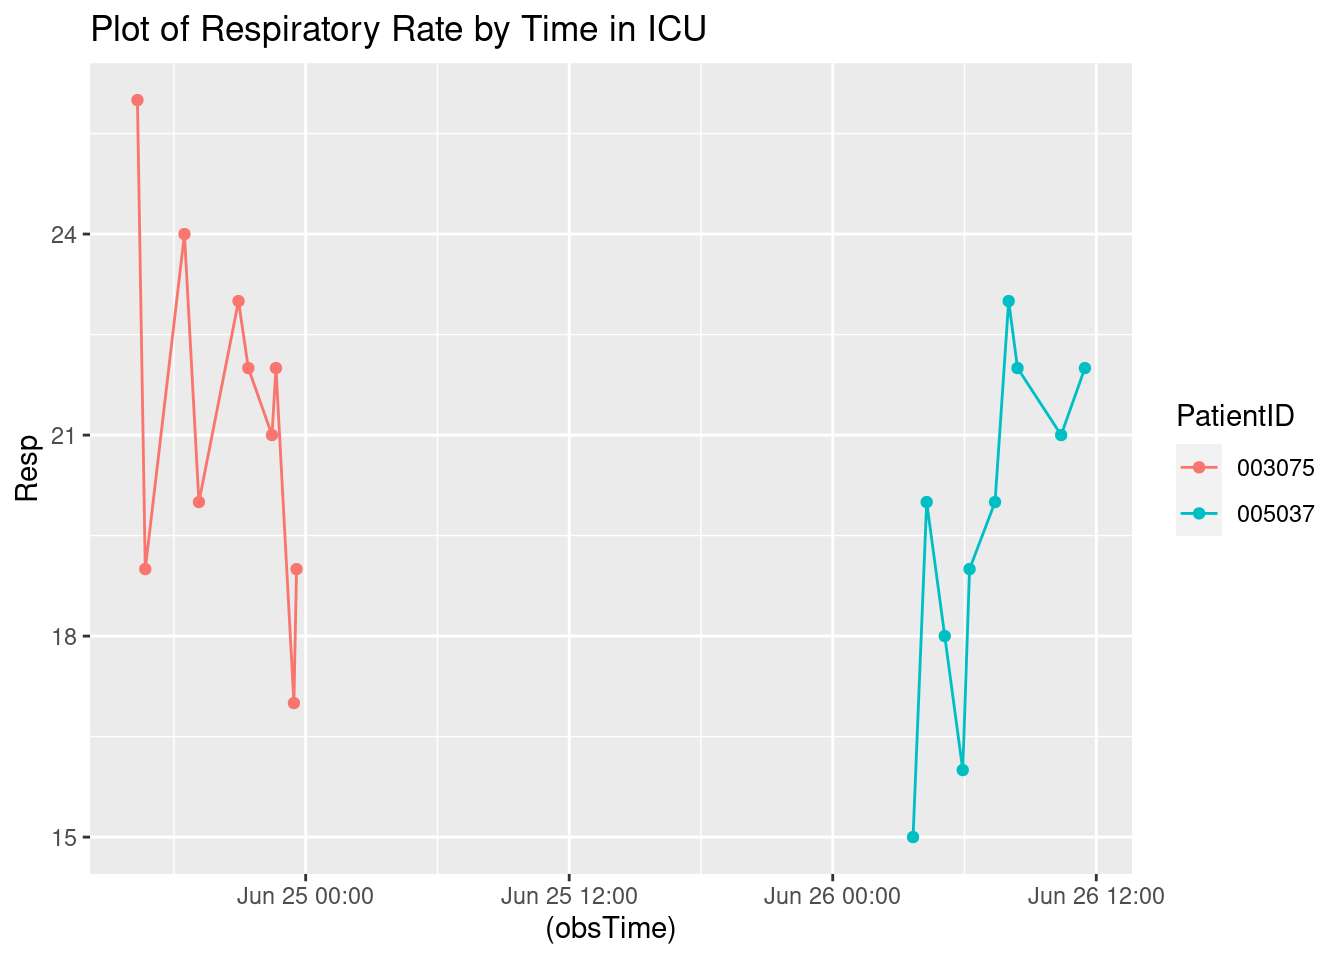 Plot of Respiratory Rate by Time in ICU
Resp
24
21
18
15
Jun 25 00:00
Jun 25 12:00
Jun 26 00:00
Jun 26 12:00
(obsTime)
PatientID
003075
005037